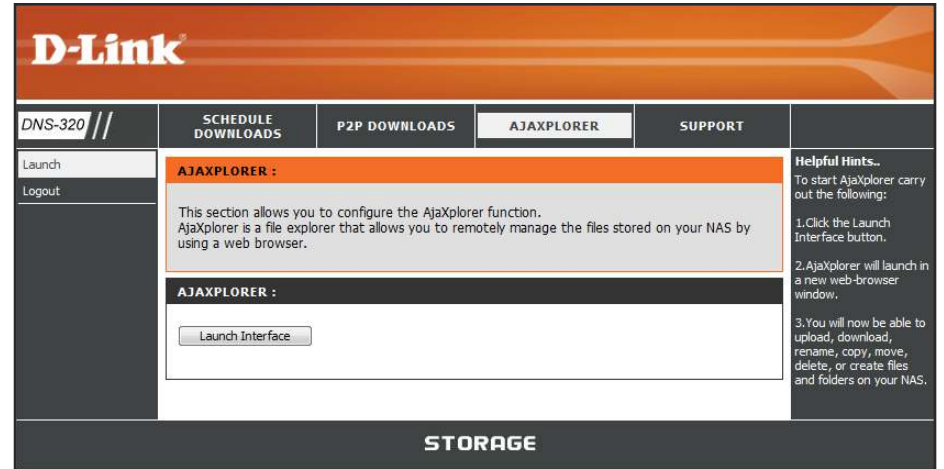 D-Link
DNS-320
SCHEDULE
DOWNLOADS
P2P DOWNLOADS
AJAXPLORER
SUPPORT
Launch
Logout
AJAXPLORER :
This section allows you to configure the AjaXplorer function.
AjaXplorer is a file explorer that allows you to remotely manage the files stored on your NAS by
using a web browser.
AJAXPLORER :
Launch Interface
Helpful Hints..
To start AjaXplorer carry
out the following:
1.Click the Launch
Interface button.
2.AjaXplorer will launch in
a new web-browser
window.
3.You will now be able to
upload, download,
rename, copy, move,
delete, or create files
and folders on your NAS.
STORAGE